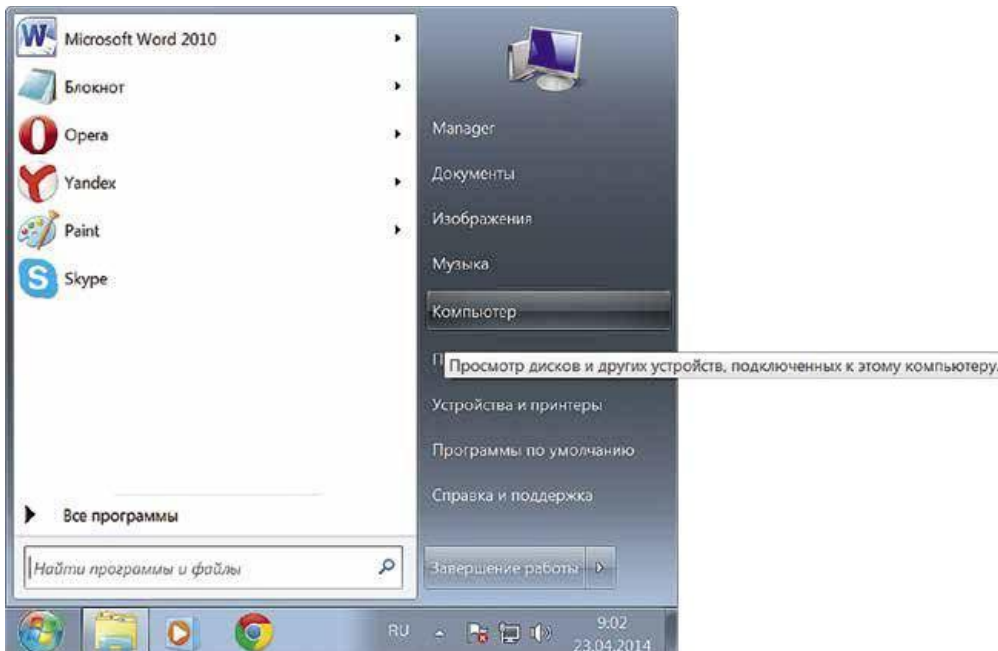 Microsoft Word 2010
Блокнот
Opera
Yandex
Paint
Skype
Все программы
Найти программы и файлы
Manager
Документы
Изображения
Музыка
Компьютер
П
Просмотр дисков и других устройств, подключенных к этому компьютеру.
Устройства и принтеры
Программы по умолчанию
Справка и поддержка
Завершение работы
RU
9:02
23.04.2014